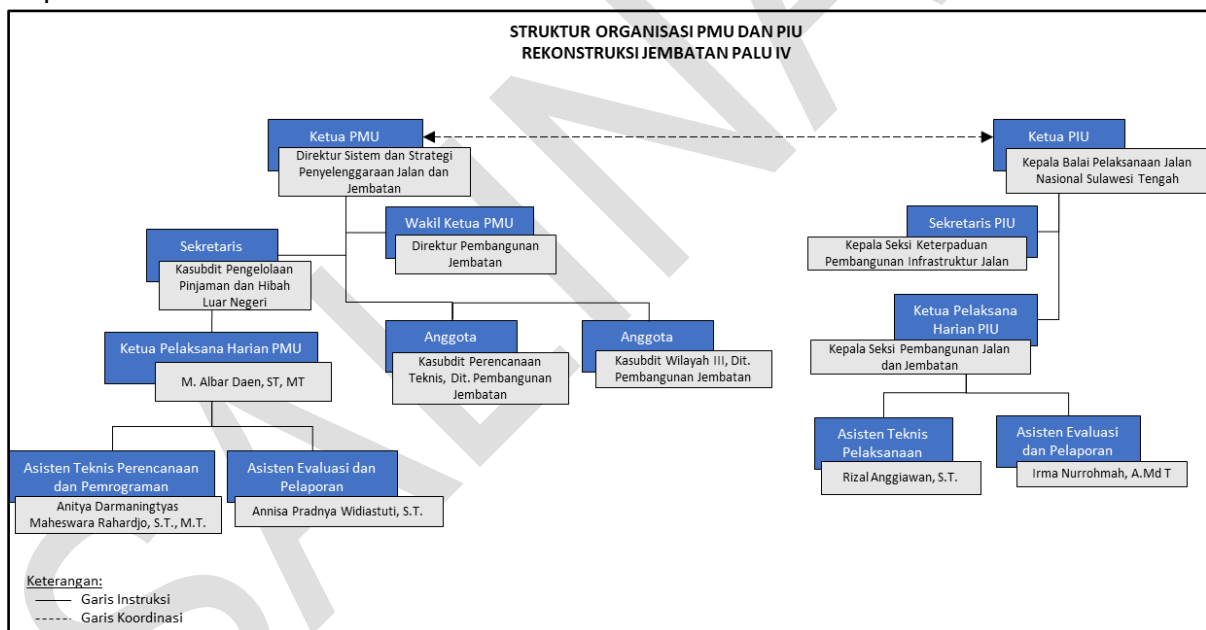 STRUKTUR ORGANISASI PMU DAN PIU
REKONSTRUKSI JEMBATAN PALU IV
Ketua PMU
Direktur Sistem dan Strategi
Penyelenggaraan Jalan dan
Jembatan
Ketua PIU
Kepala Balai Pelaksanaan Jalan
Nasional Sulawesi Tengah
Wakil Ketua PMU
Direktur Pembangunan
Jembatan
Sekretaris
Kasubdit Pengelolaan
Pinjaman dan Hibah
Luar Negeri
Sekretaris PIU
Kepala Seksi Keterpaduan
Pembangunan Infrastruktur Jalan
Ketua Pelaksana Harian PMU
M. Albar Daen, ST, MT
Anggota
Kasubdit Perencanaan
Teknis, Dit. Pembangunan
Jembatan
Anggota
Kasubdit Wilayah III, Dit.
Pembangunan Jembatan
Ketua Pelaksana
Harian PIU
Kepala Seksi Pembangunan Jalan
dan Jembatan
Asisten Teknis Perencanaan
dan Pemrograman
Anitya Darmaningtyas
Maheswara Rahardjo, S.T., M.T.
Asisten Evaluasi dan
Pelaporan
Annisa Pradnya Widiastuti, S.T.
Asisten Teknis
Pelaksanaan
Rizal Anggiawan, S.T.
Asisten Evaluasi
dan Pelaporan
Irma Nurrohmah, A.Md T
Keterangan:
Garis Instruksi
Garis Koordinasi